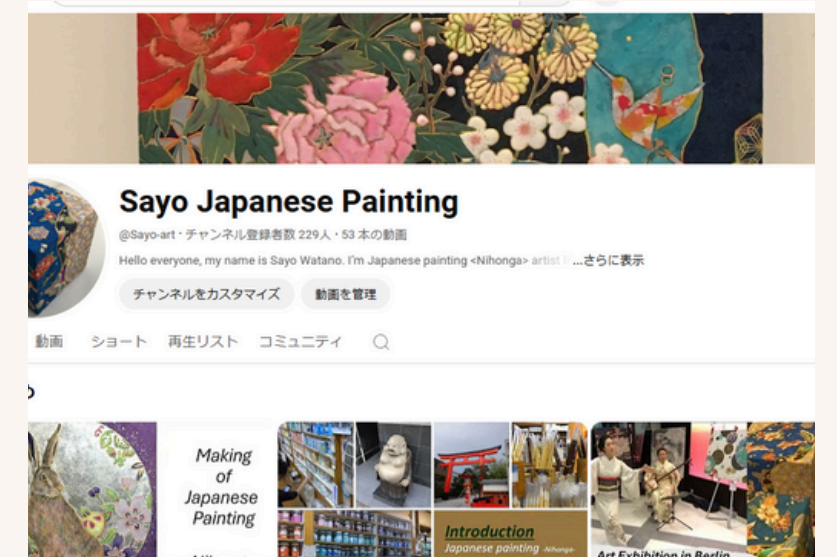 Sayo Japanese Painting
@Sayo-art・チャンネル登録者数 229人・53 本の動画
Hello everyone, my name is Sayo Watano. I'm Japanese painting <Nihonga> artist ...さらに表示
チャンネルをカスタマイズ
動画を管理
動画
ショート
再生リスト
コミュニティ
Making
of
Japanese
Painting
Introduction
Japanese painting -Nihonga-
Art Exhibition in Berlin